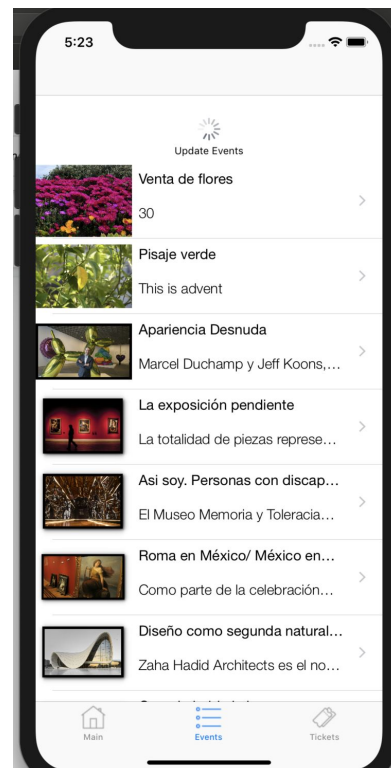 5:23
Update Events
Venta de flores
30
Pisaje verde
This is advent
Apariencia Desnuda
Marcel Duchamp y Jeff Koons,...
La exposición pendiente
La totalidad de piezas represe...
Asi soy. Personas con discap...
El Museo Memoria y Toleracia...
Roma en México/ México en...
Como parte de la celebración...
Diseño como segunda natural...
Zaha Hadid Architects es el no...
Main
Events
Tickets